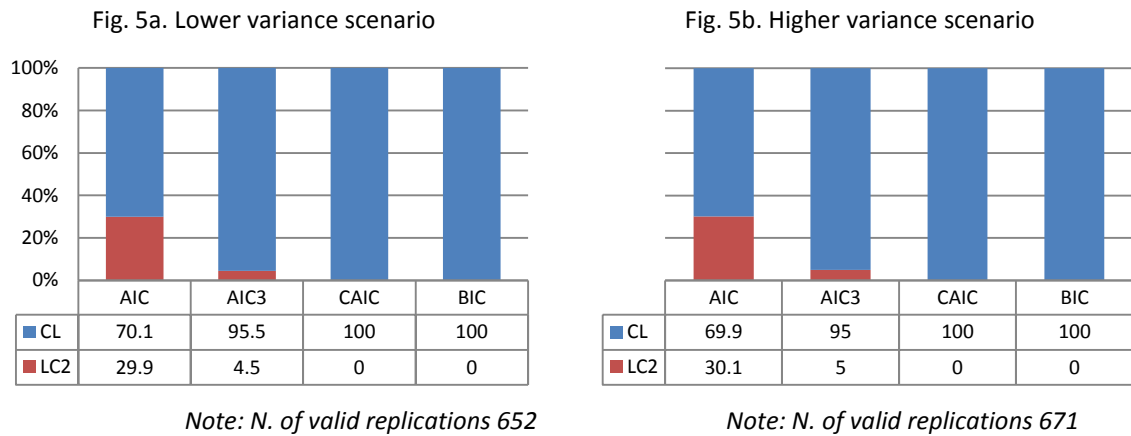 Fig. 5a. Lower variance scenario
100%
80%
60%
40%
20%
0%
AIC AIC3 CAIC BIC
CL 70.1 95.5 100 100
LC2 29.9 4.5 0 0
Note: N. of valid replications 652
Fig. 5b. Higher variance scenario
AIC AIC3 CAIC BIC
CL 69.9 95 100 100
LC2 30.1 5 0 0
Note: N. of valid replications 671